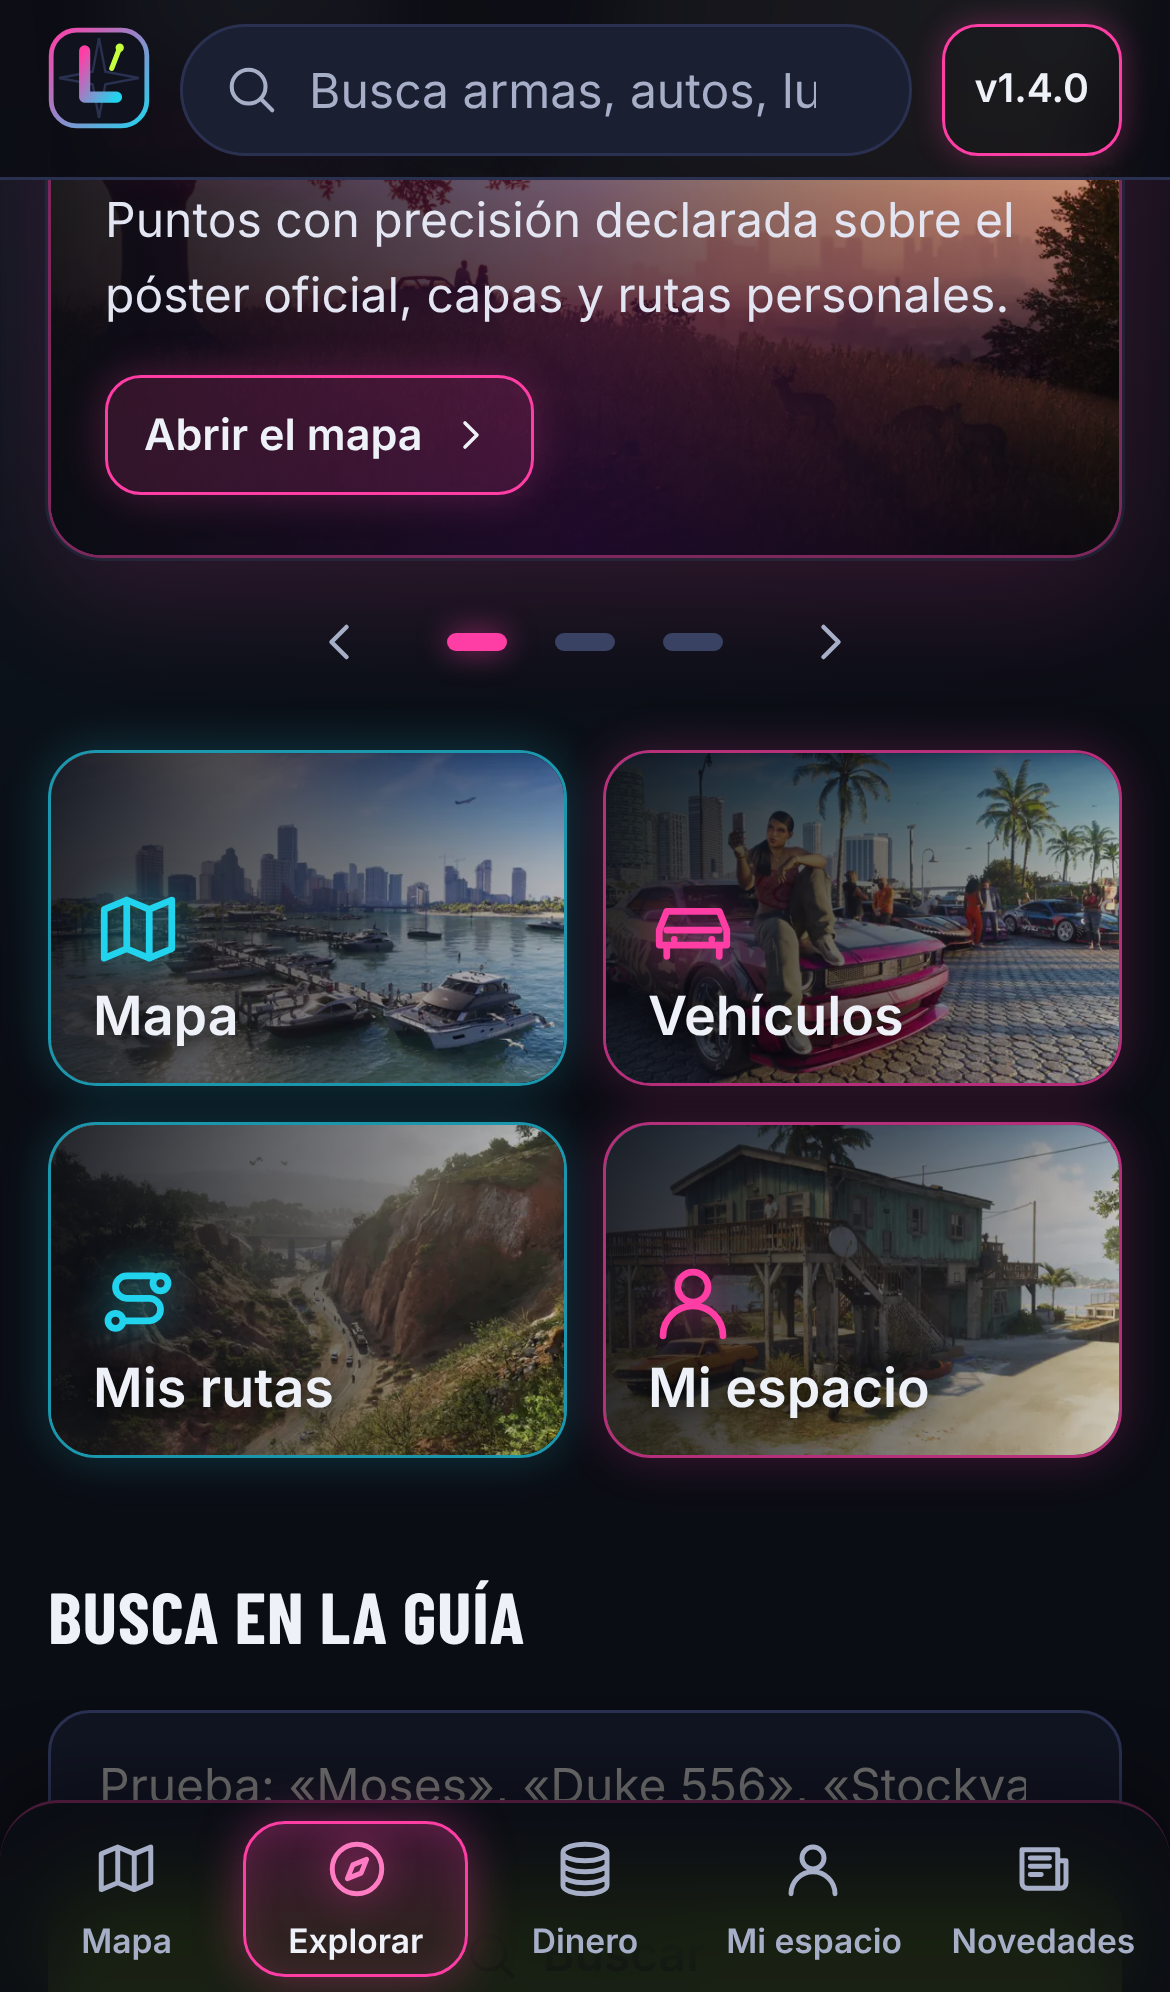 Busca armas, autos, lu
v1.4.0
Puntos con precisión declarada sobre el
póster oficial, capas y rutas personales.
Abrir el mapa
Mapa
Vehículos
Mis rutas
Mi espacio
BUSCA EN LA GUÍA
Prueba: «Moses», «Duke 556», «Stockva
Buscar
Mapa
Explorar
Dinero
Mi espacio
Novedades